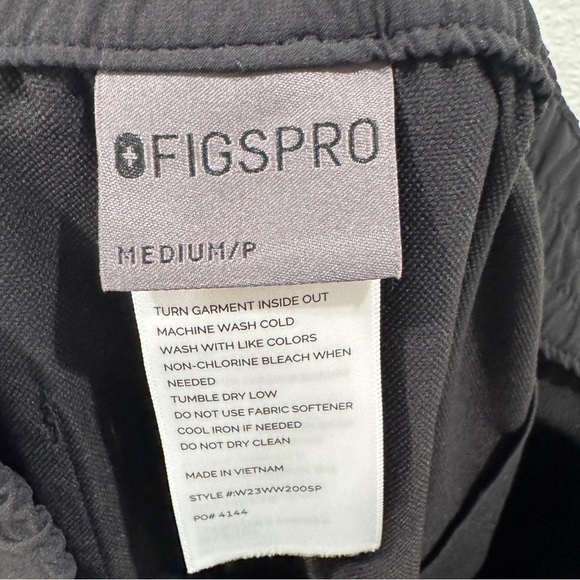 FIGSPRO
MEDIUM/P
TURN GARMENT INSIDE OUT
MACHINE WASH COLD
WASH WITH LIKE COLORS
NON-CHLORINE BLEACH WHEN
NEEDED
TUMBLE DRY LOW
DO NOT USE FABRIC SOFTENER
COOL IRON IF NEEDED
DO NOT DRY CLEAN
MADE IN VIETNAM
STYLE #:W23WW2005P
PO# 4144